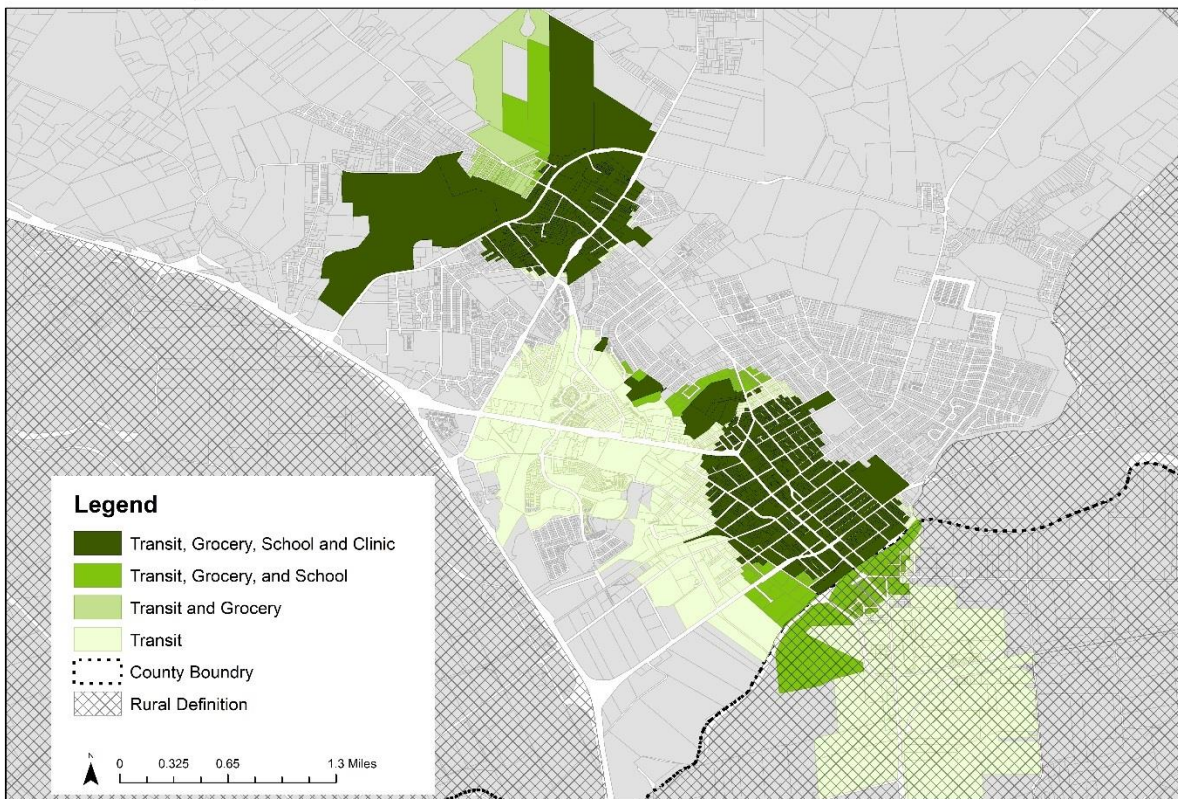 Legend
Transit, Grocery, School and Clinic
Transit, Grocery, and School
Transit and Grocery
Transit
County Boundry
Rural Definition
N
0 0.325 0.65 1.3 Miles